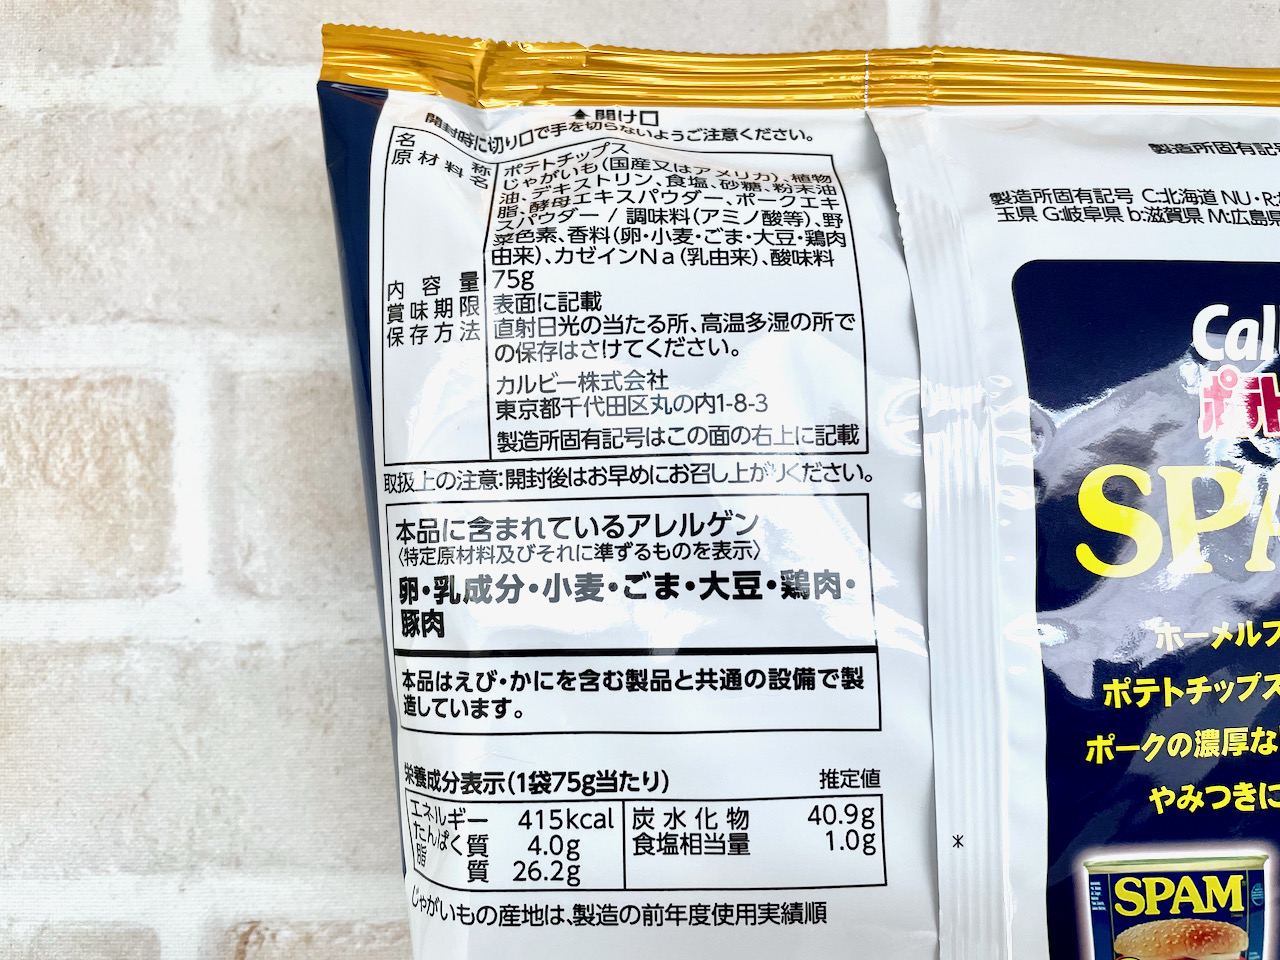 開け口
開封時に切り口で手を切らないようご注意ください。
名称 ポテトチップス
原材料名 じゃがいも(国産又はアメリカ)、植物
油、デキストリン、食塩、砂糖、粉末油
脂、酵母エキスパウダー、ポークエキ
スパウダー / 調味料(アミノ酸等)、野
菜色素、香料(卵・小麦・ごま・大豆・鶏肉
由来)、カゼインNa(乳由来)、酸味料
内容量 75g
賞味期限 表面に記載
保存方法 直射日光の当たる所、高温多湿の所で
の保存はさけてください。
カルビー株式会社
東京都千代田区丸の内1-8-3
製造所固有記号はこの面の右上に記載
取扱上の注意:開封後はお早めにお召し上がりください。
本品に含まれているアレルゲン
〈特定原材料及びそれに準ずるものを表示〉
卵・乳成分・小麦・ごま・大豆・鶏肉・
豚肉
本品はえび・かにを含む製品と共通の設備で製
造しています。
栄養成分表示(1袋75g当たり) 推定値
エネルギー 415kcal 炭水化物 40.9g
たんぱく質 4.0g 食塩相当量 1.0g
脂質 26.2g
じゃがいもの産地は、製造の前年度使用実績順
*
製造所固有記
製造所固有記号 C:北海道 NU・R:
玉県 G:岐阜県 b:滋賀県 M:広島県
Cal
ポテト
SPA
ホーメルフ
ポテトチップス
ポークの濃厚な
やみつきに
SPAM